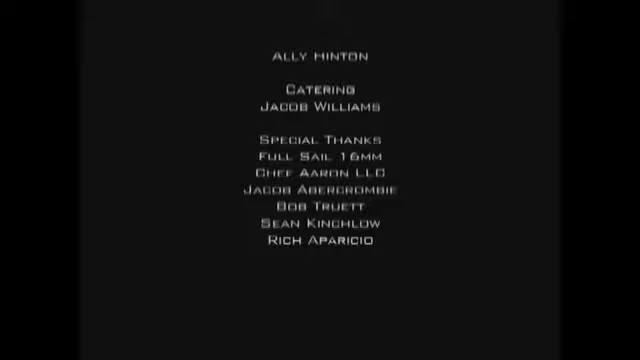 Ally Hinton
Catering
Jacob Williams
Special Thanks
Full Sail 16mm
Chef Aaron LLC
Jacob Abercrombie
Bob Truett
Sean Kinchlow
Rich Aparicio